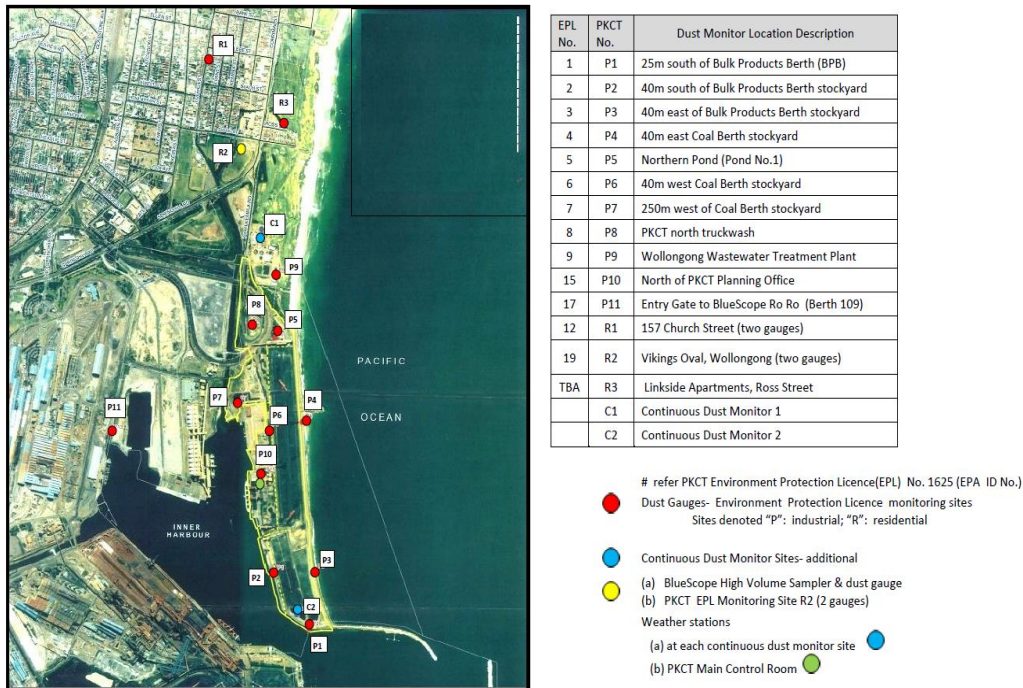 R1
R3
R2
C1
P9
P8
P5
PACIFIC
OCEAN
P7
P4
P11
P6
P10
INNER
HARBOUR
P2
P3
C2
P1
EPL No. PKCT No. Dust Monitor Location Description
1 P1 25m south of Bulk Products Berth (BPB)
2 P2 40m south of Bulk Products Berth stockyard
3 P3 40m east of Bulk Products Berth stockyard
4 P4 40m east Coal Berth stockyard
5 P5 Northern Pond (Pond No.1)
6 P6 40m west Coal Berth stockyard
7 P7 250m west of Coal Berth stockyard
8 P8 PKCT north truckwash
9 P9 Wollongong Wastewater Treatment Plant
15 P10 North of PKCT Planning Office
17 P11 Entry Gate to BlueScope Ro Ro (Berth 109)
12 R1 157 Church Street (two gauges)
19 R2 Vikings Oval, Wollongong (two gauges)
TBA R3 Linkside Apartments, Ross Street
C1 Continuous Dust Monitor 1
C2 Continuous Dust Monitor 2
# refer PKCT Environment Protection Licence(EPL) No. 1625 (EPA ID No.)
Dust Gauges- Environment Protection Licence monitoring sites
Sites denoted “P”: industrial; “R”: residential
Continuous Dust Monitor Sites- additional
(a) BlueScope High Volume Sampler & dust gauge
(b) PKCT EPL Monitoring Site R2 (2 gauges)
Weather stations
(a) at each continuous dust monitor site
(b) PKCT Main Control Room